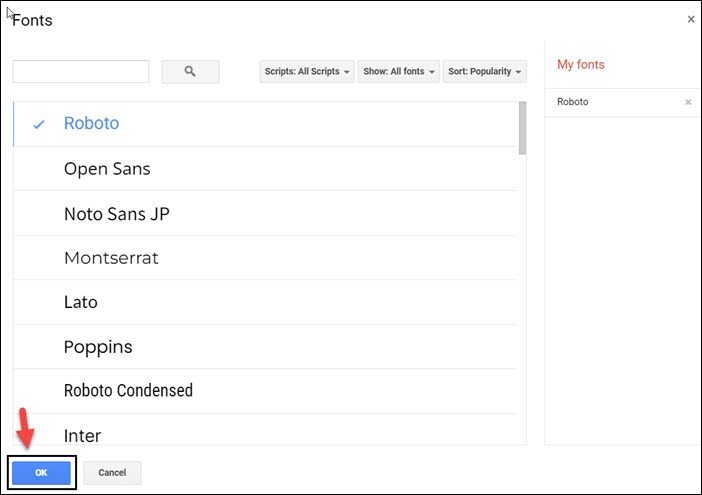 Fonts
Scripts: All Scripts Show: All fonts Sort: Popularity
My fonts
Roboto
Roboto
Open Sans
Noto Sans JP
Montserrat
Lato
Poppins
Roboto Condensed
Inter
OK Cancel